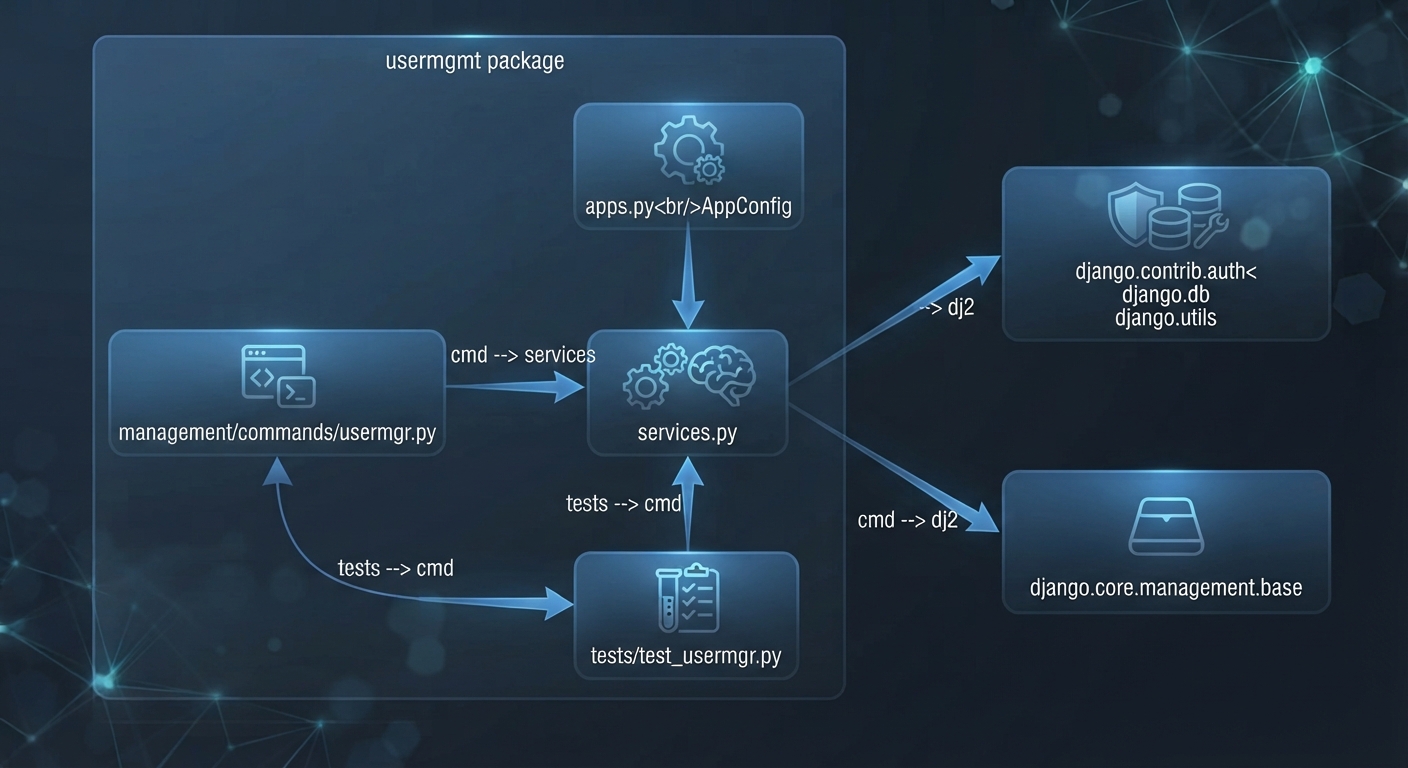 usermgmt package
apps.py<br/>AppConfig
django.contrib.auth<
django.db
django.utils
--> dj2
cmd --> services
management/commands/usermgr.py
services.py
tests --> cmd
cmd --> dj2
tests --> cmd
django.core.management.base
tests/test_usermgr.py